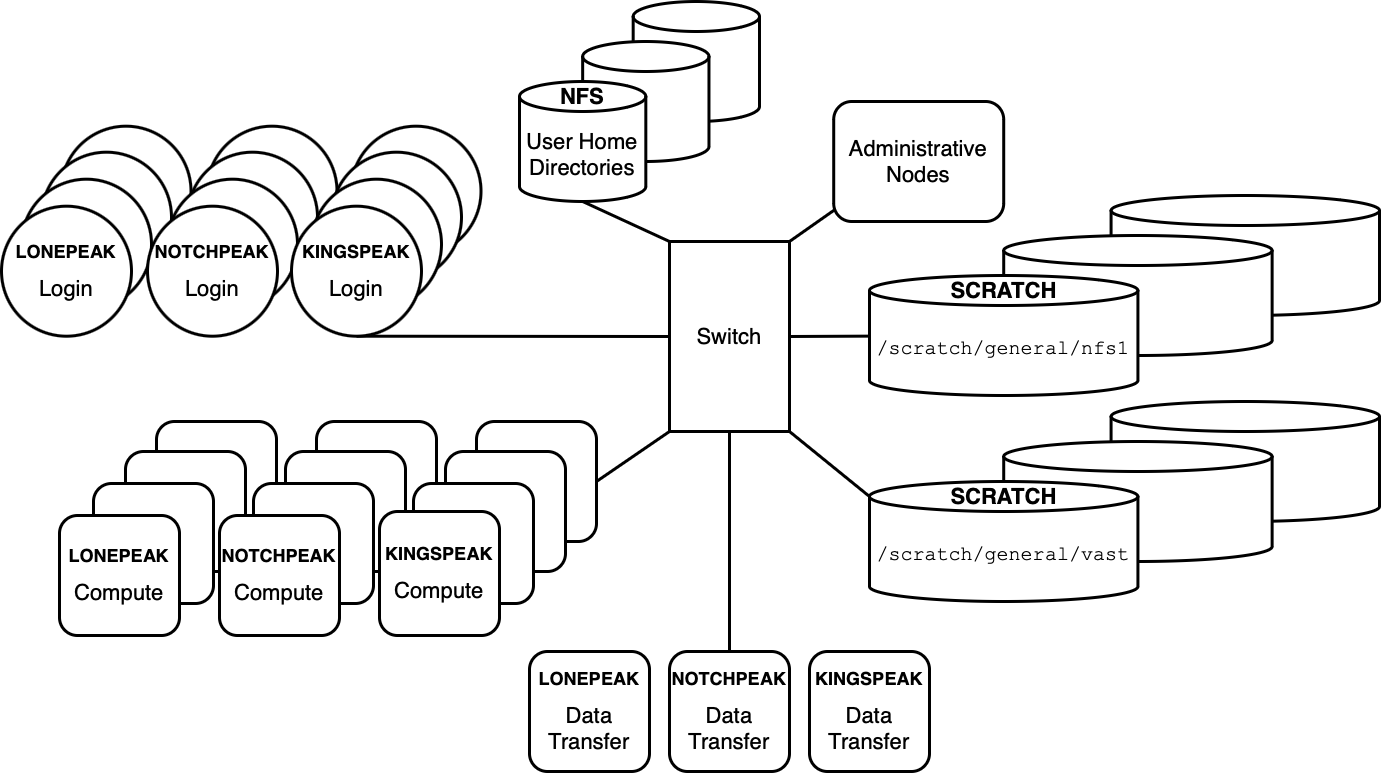 NFS
User Home
Directories
Administrative
Nodes
LONEPEAK
Login
NOTCHPEAK
Login
KINGSPEAK
Login
Switch
SCRATCH
/scratch/general/nfs1
SCRATCH
/scratch/general/vast
LONEPEAK
Compute
NOTCHPEAK
Compute
KINGSPEAK
Compute
LONEPEAK
Data
Transfer
NOTCHPEAK
Data
Transfer
KINGSPEAK
Data
Transfer